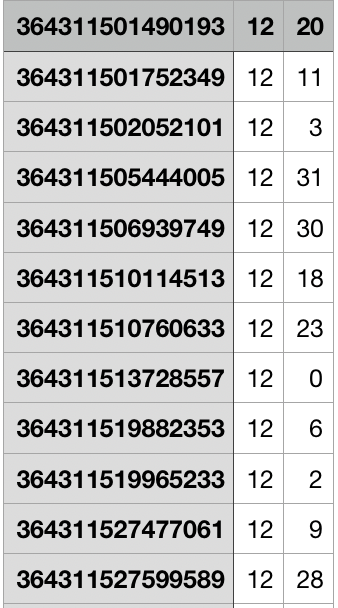 364311501490193 12 20
364311501752349 12 11
364311502052101 12 3
364311505444005 12 31
364311506939749 12 30
364311510114513 12 18
364311510760633 12 23
364311513728557 12 0
364311519882353 12 6
364311519965233 12 2
364311527477061 12 9
364311527599589 12 28